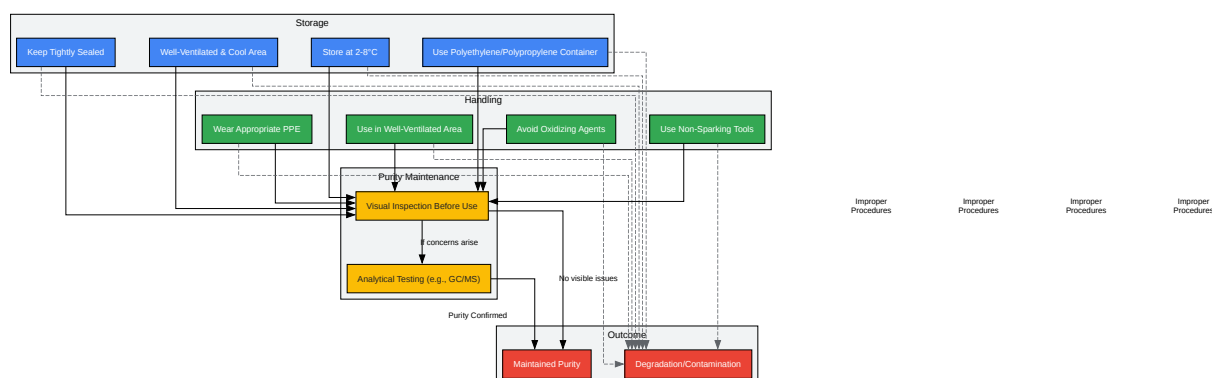 Storage
Keep Tightly Sealed
Well-Ventilated & Cool Area
Store at 2-8°C
Use Polyethylene/Polypropylene Container
Handling
Wear Appropriate PPE
Use in Well-Ventilated Area
Avoid Oxidizing Agents
Use Non-Sparking Tools
Purity Maintenance
Visual Inspection Before Use
Improper
Procedures
Improper
Procedures
Improper
Procedures
Improper
Procedures
If concerns arise
Analytical Testing (e.g., GC/MS)
No visible issues
Purity Confirmed
Outcome
Maintained Purity
Degradation/Contamination